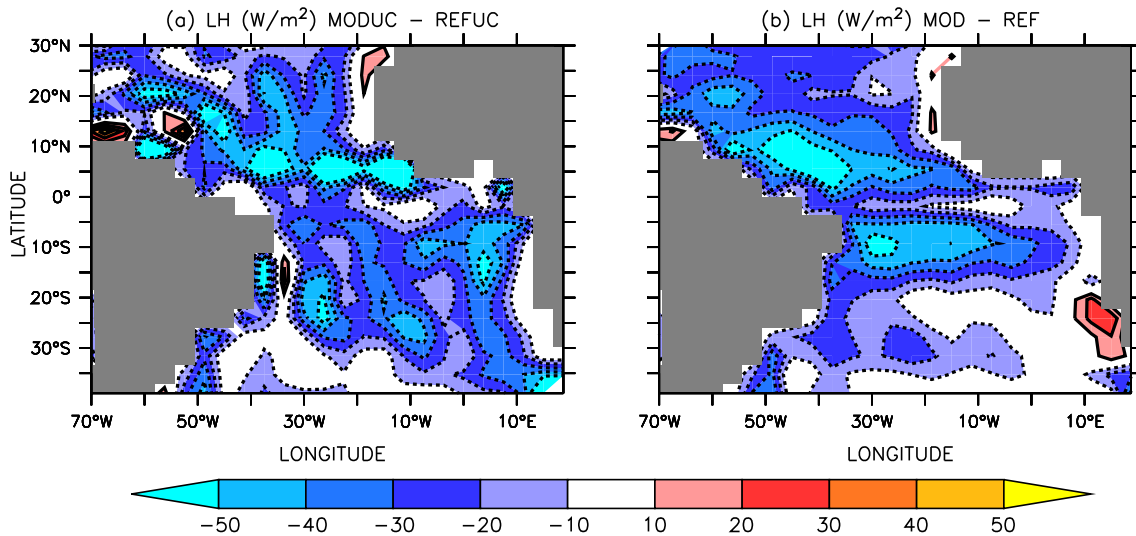 (a) LH (W/m²) MODUC − REFUC
(b) LH (W/m²) MOD − REF
30°N
20°N
10°N
0°
10°S
20°S
30°S
LATITUDE
70°W 50°W 30°W 10°W 10°E
LONGITUDE
30°N
20°N
10°N
0°
10°S
20°S
30°S
70°W 50°W 30°W 10°W 10°E
LONGITUDE
−50 −40 −30 −20 −10 10 20 30 40 50